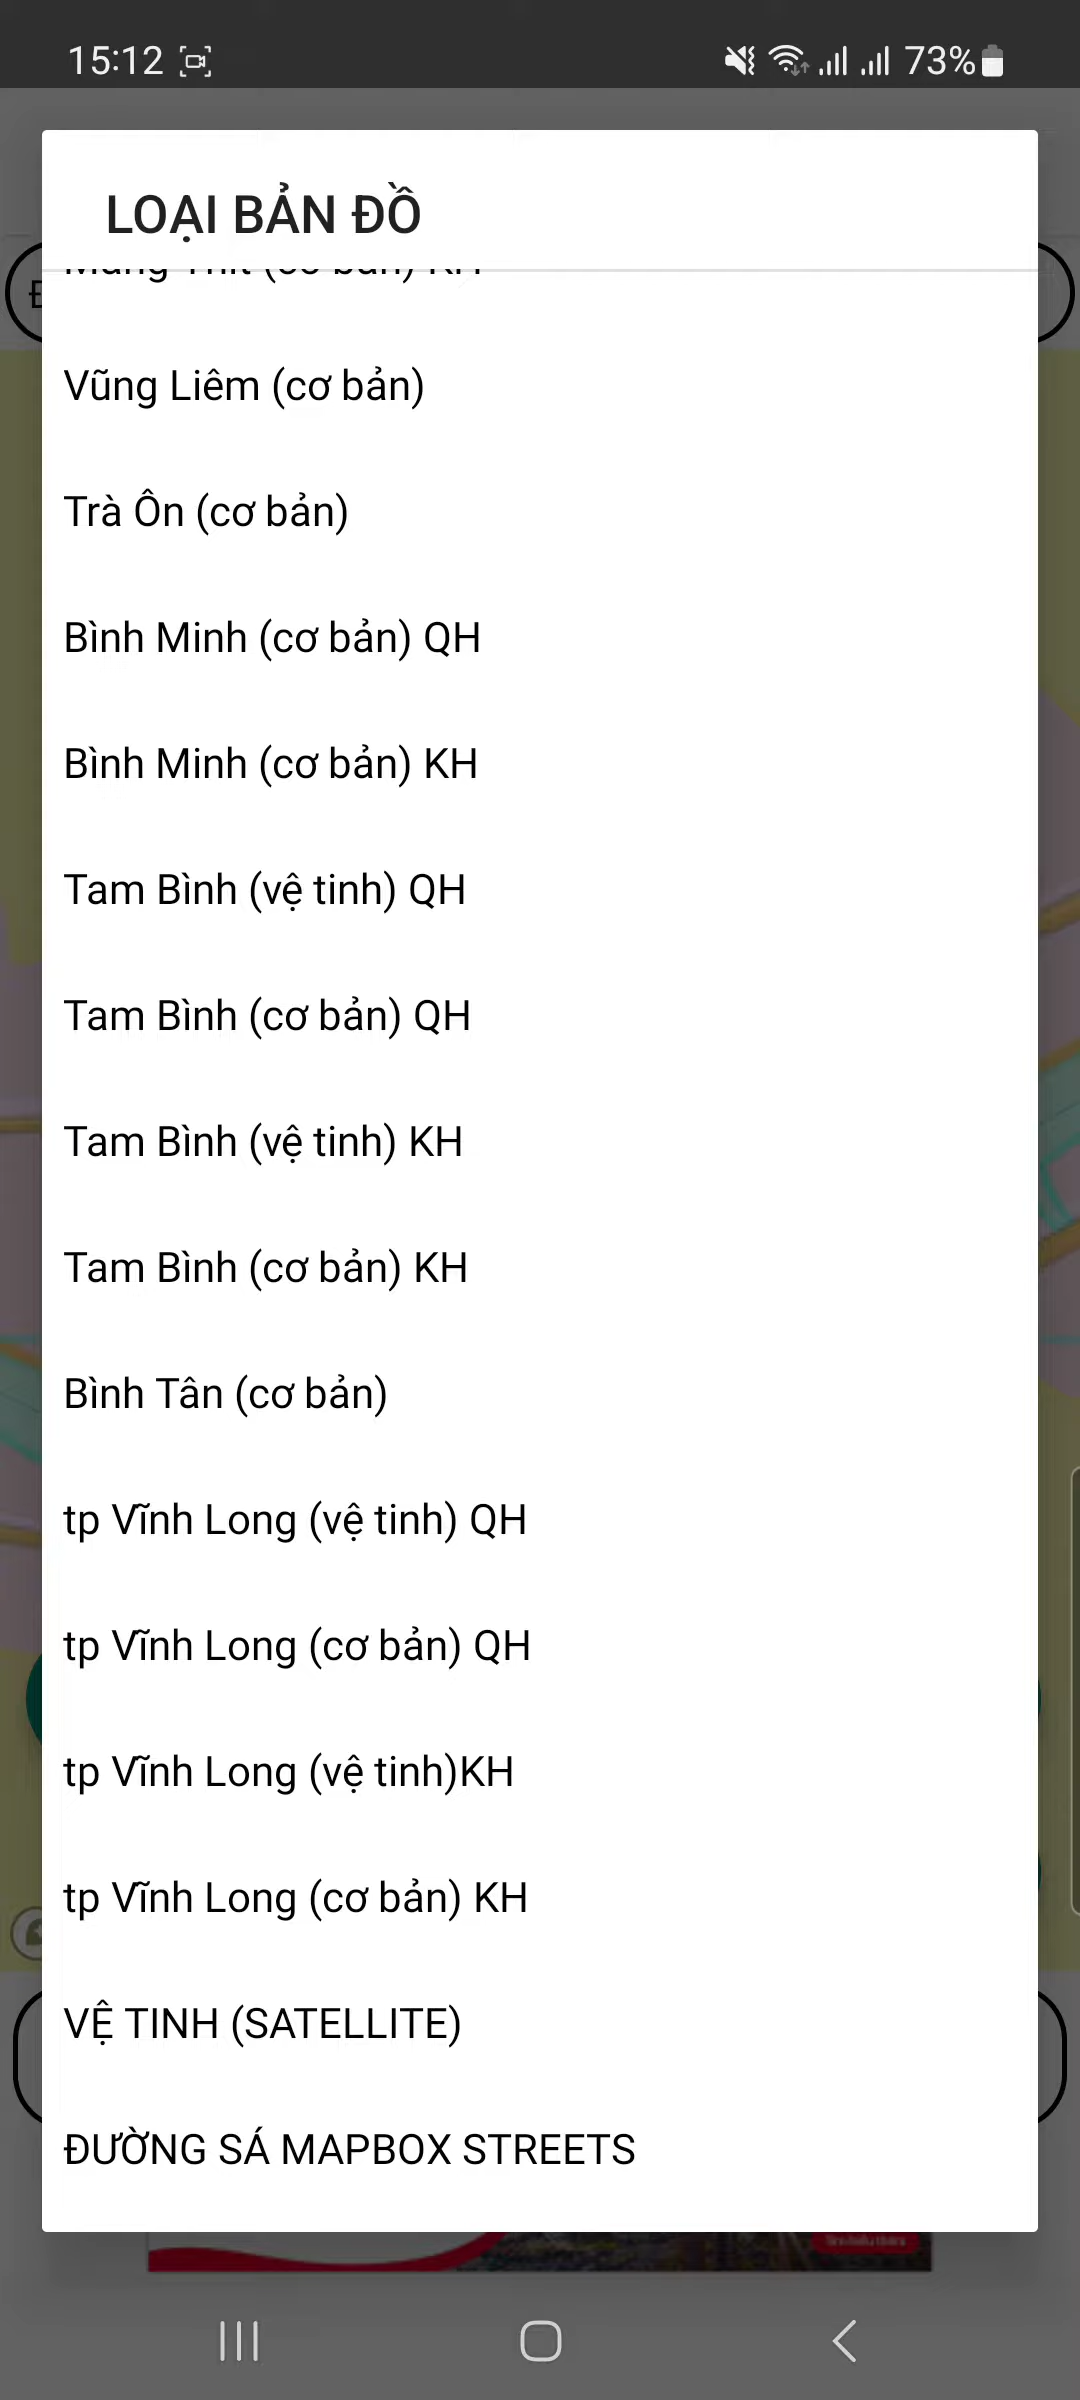 15:12
73%
LOẠI BẢN ĐỒ
Vũng Liêm (cơ bản)
Trà Ôn (cơ bản)
Bình Minh (cơ bản) QH
Bình Minh (cơ bản) KH
Tam Bình (vệ tinh) QH
Tam Bình (cơ bản) QH
Tam Bình (vệ tinh) KH
Tam Bình (cơ bản) KH
Bình Tân (cơ bản)
tp Vĩnh Long (vệ tinh) QH
tp Vĩnh Long (cơ bản) QH
tp Vĩnh Long (vệ tinh)KH
tp Vĩnh Long (cơ bản) KH
VỆ TINH (SATELLITE)
ĐƯỜNG SÁ MAPBOX STREETS